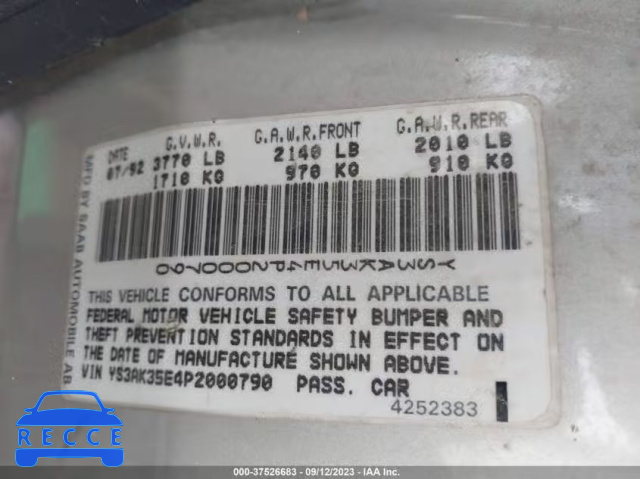 MFD BY SAAB AUTOMOBILE AB
DATE G.V.W.R. G.A.W.R.FRONT G.A.W.R.REAR
07/92 3770 LB 2140 LB 2010 LB
1710 KG 970 KG 910 KG
YS3AK35E4P2000790
THIS VEHICLE CONFORMS TO ALL APPLICABLE
FEDERAL MOTOR VEHICLE SAFETY BUMPER AND
THEFT PREVENTION STANDARDS IN EFFECT ON
THE DATE OF MANUFACTURE SHOWN ABOVE.
VIN YS3AK35E4P2000790 PASS. CAR
4252383
RECCE
000-37526683 - 09/12/2023 - IAA Inc.